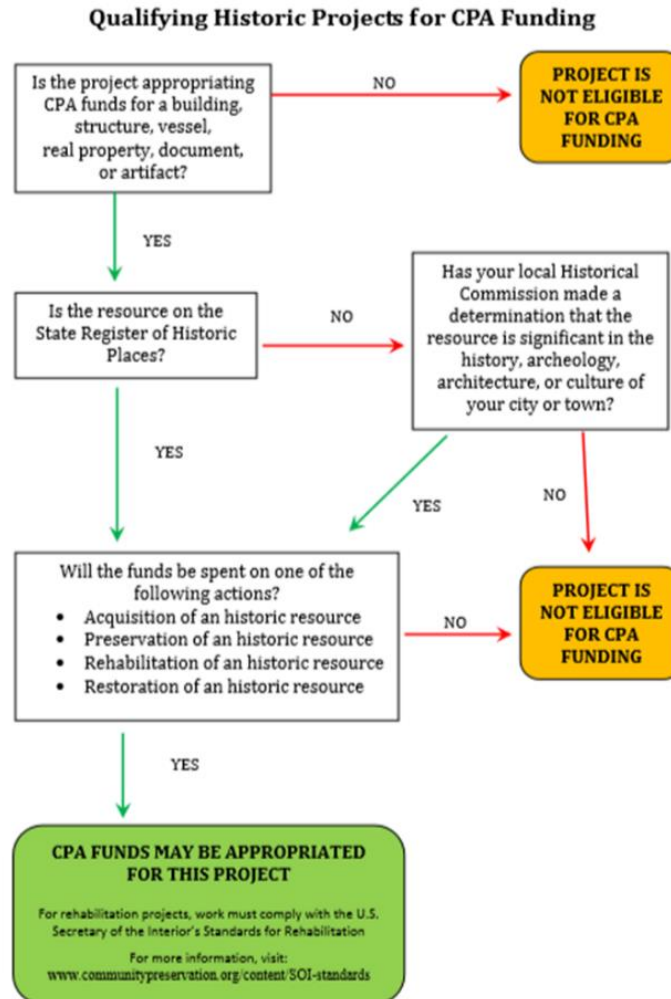 Qualifying Historic Projects for CPA Funding
Is the project appropriating
CPA funds for a building,
structure, vessel,
real property, document,
or artifact?
NO
PROJECT IS
NOT ELIGIBLE
FOR CPA
FUNDING
YES
Is the resource on the
State Register of Historic
Places?
NO
Has your local Historical
Commission made a
determination that the
resource is significant in the
history, archeology,
architecture, or culture of
your city or town?
YES
YES
NO
Will the funds be spent on one of the
following actions?
• Acquisition of an historic resource
• Preservation of an historic resource
• Rehabilitation of an historic resource
• Restoration of an historic resource
NO
PROJECT IS
NOT ELIGIBLE
FOR CPA
FUNDING
YES
CPA FUNDS MAY BE APPROPRIATED
FOR THIS PROJECT
For rehabilitation projects, work must comply with the U.S.
Secretary of the Interior's Standards for Rehabilitation
For more information, visit:
www.communitypreservation.org/content/SOI-standards